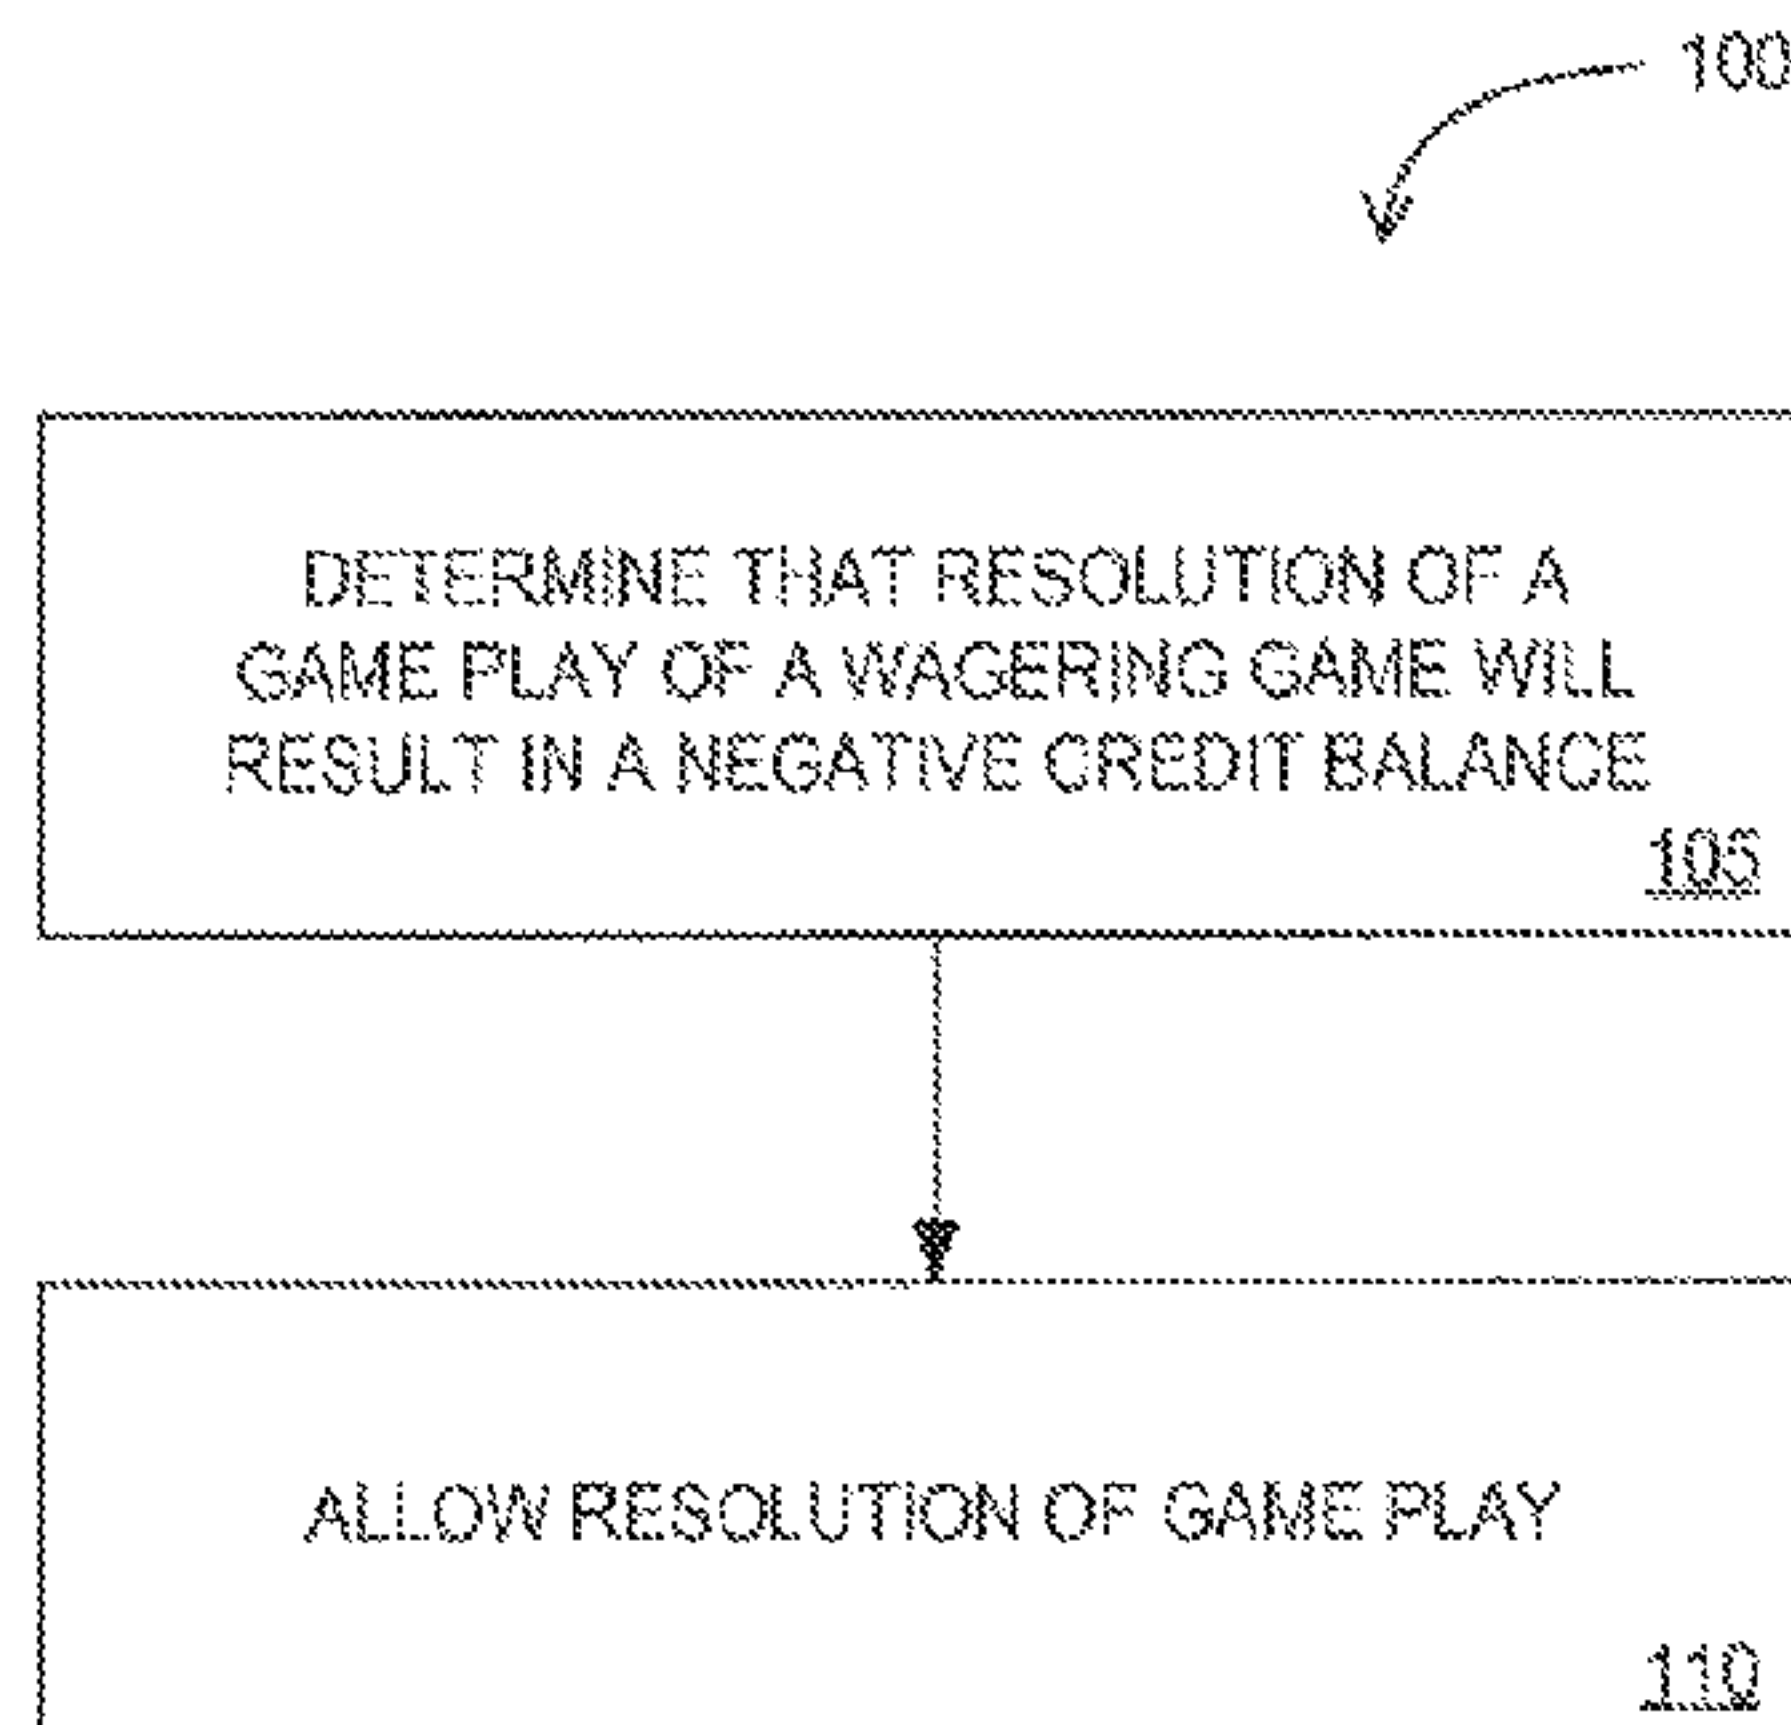 100
DETERMINE THAT RESOLUTION OF A
GAME PLAY OF A WAGERING GAME WILL
RESULT IN A NEGATIVE CREDIT BALANCE
105
ALLOW RESOLUTION OF GAME PLAY
110